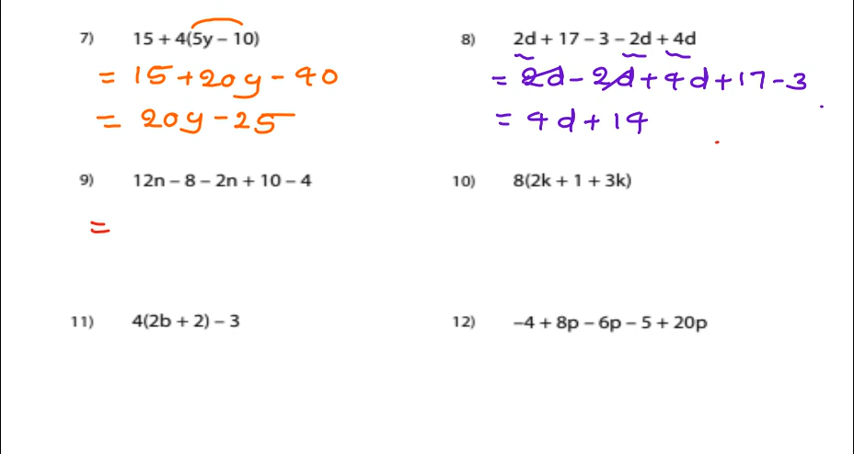 7) 15 + 4(5y – 10)
= 15 + 20y - 40
= 20y - 25
8) 2d + 17 – 3 – 2d + 4d
= 2d - 2d + 4d + 17 - 3
= 4d + 14
9) 12n – 8 – 2n + 10 – 4
=
10) 8(2k + 1 + 3k)
11) 4(2b + 2) – 3
12) –4 + 8p – 6p – 5 + 20p